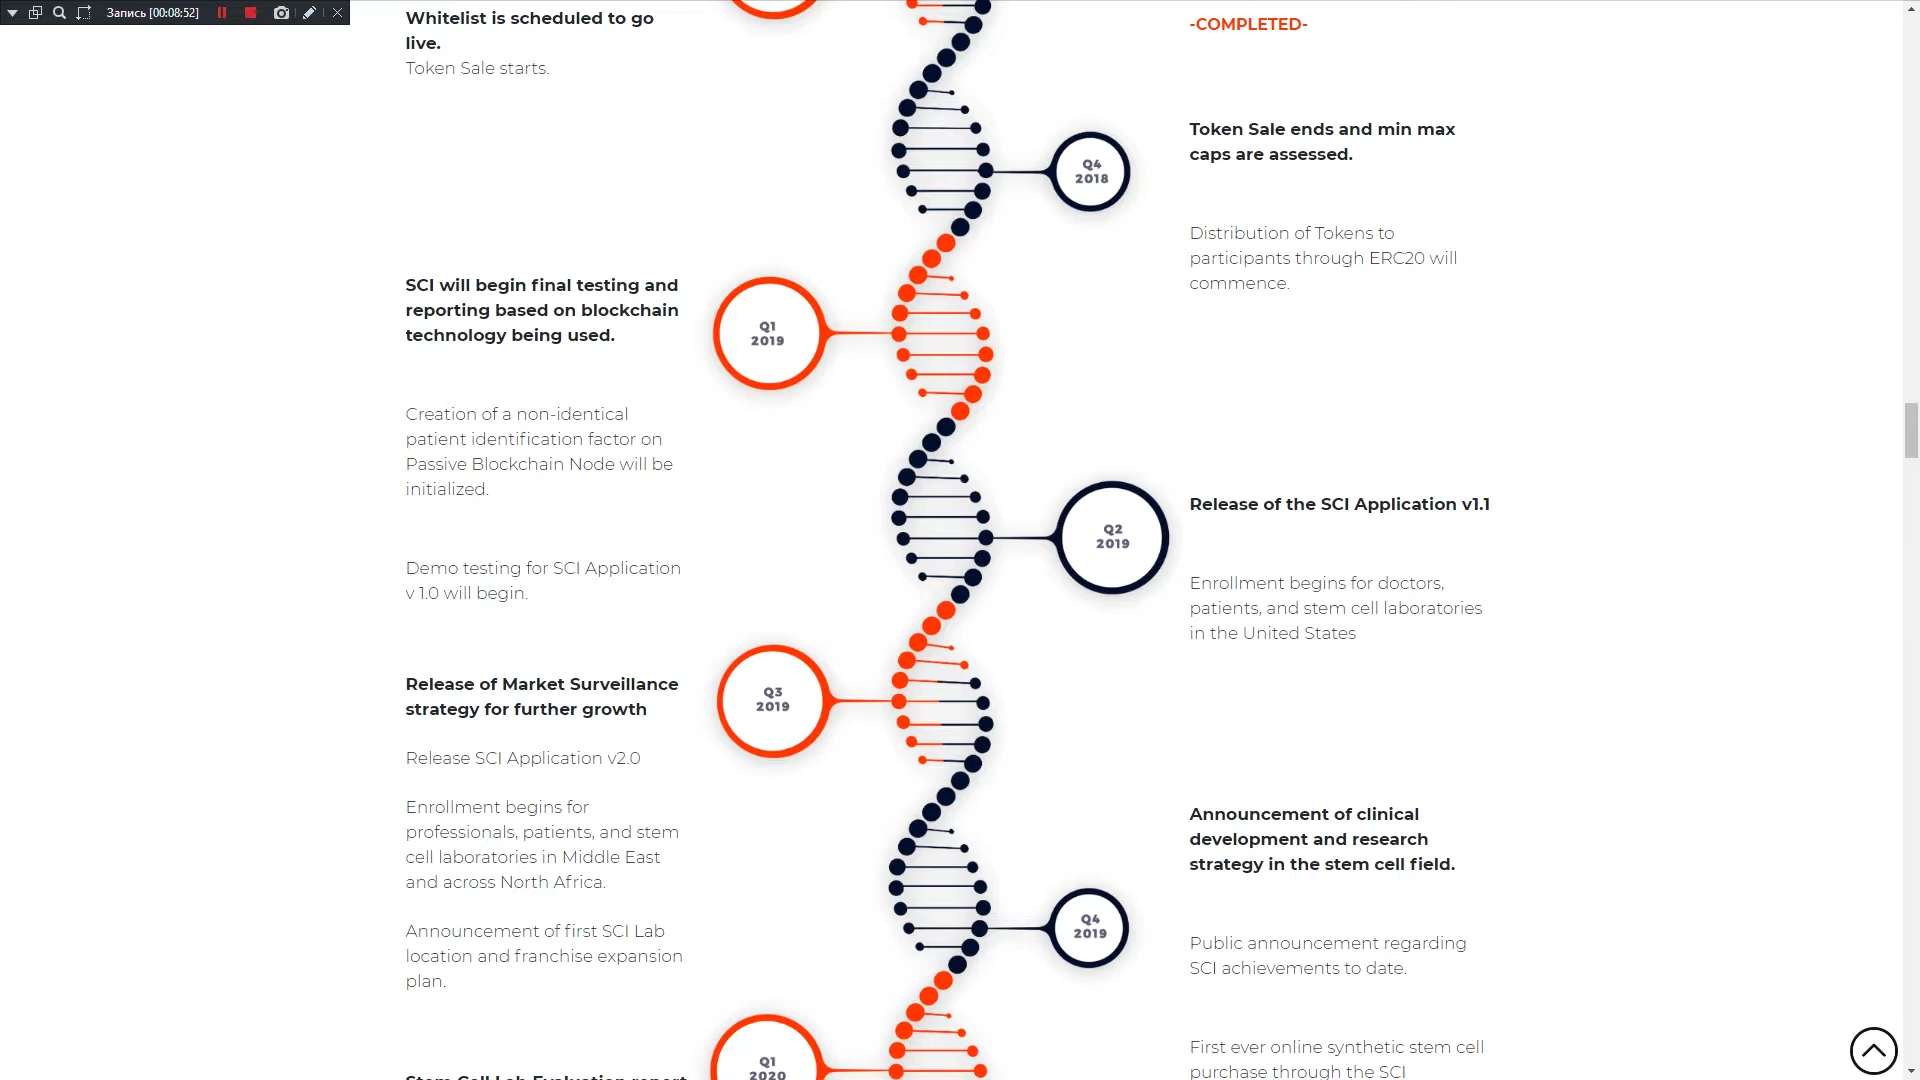 Запись [00:08:52]
Whitelist is scheduled to go
live.
Token Sale starts.
-COMPLETED-
Q4
2018
Token Sale ends and min max
caps are assessed.
Distribution of Tokens to
participants through ERC20 will
commence.
SCI will begin final testing and
reporting based on blockchain
technology being used.
Q1
2019
Creation of a non-identical
patient identification factor on
Passive Blockchain Node will be
initialized.
Demo testing for SCI Application
v 1.0 will begin.
Q2
2019
Release of the SCI Application v1.1
Enrollment begins for doctors,
patients, and stem cell laboratories
in the United States
Release of Market Surveillance
strategy for further growth
Q3
2019
Release SCI Application v2.0
Enrollment begins for
professionals, patients, and stem
cell laboratories in Middle East
and across North Africa.
Announcement of first SCI Lab
location and franchise expansion
plan.
Q4
2019
Announcement of clinical
development and research
strategy in the stem cell field.
Public announcement regarding
SCI achievements to date.
First ever online synthetic stem cell
purchase through the SCI
Q1
2020
Stem Cell Lab Evaluation report